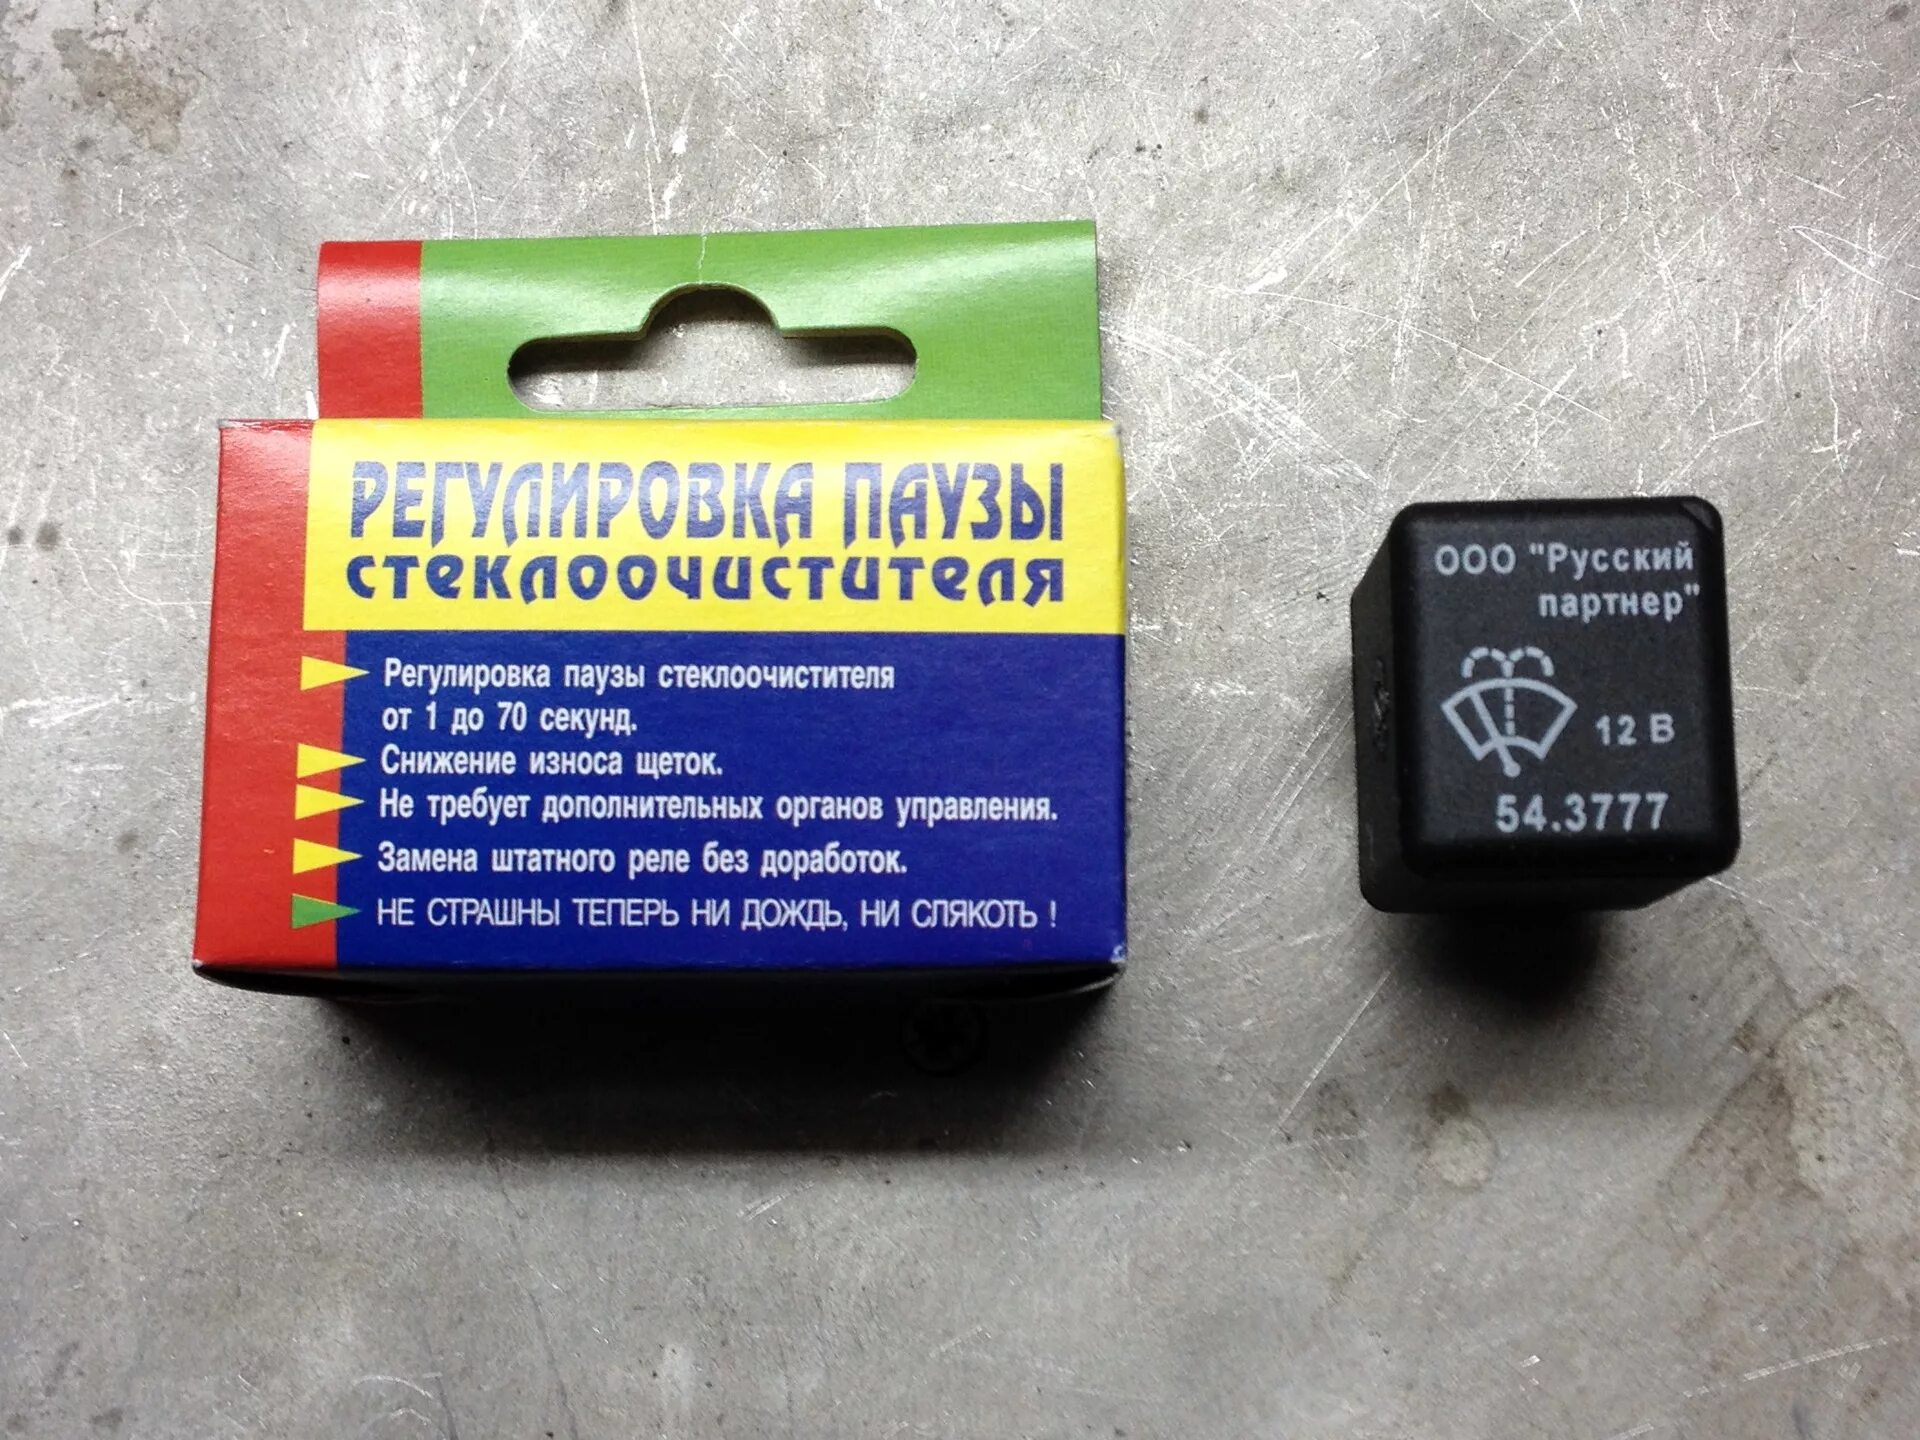 РЕГУЛИРОВКА ПАУЗЫ
СТЕКЛООЧИСТИТЕЛЯ
Регулировка паузы стеклоочистителя
от 1 до 70 секунд.
Снижение износа щеток.
Не требует дополнительных органов управления.
Замена штатного реле без доработок.
НЕ СТРАШНЫ ТЕПЕРЬ НИ ДОЖДЬ, НИ СЛЯКОТЬ !
ООО "Русский
партнер"
12 В
54.3777